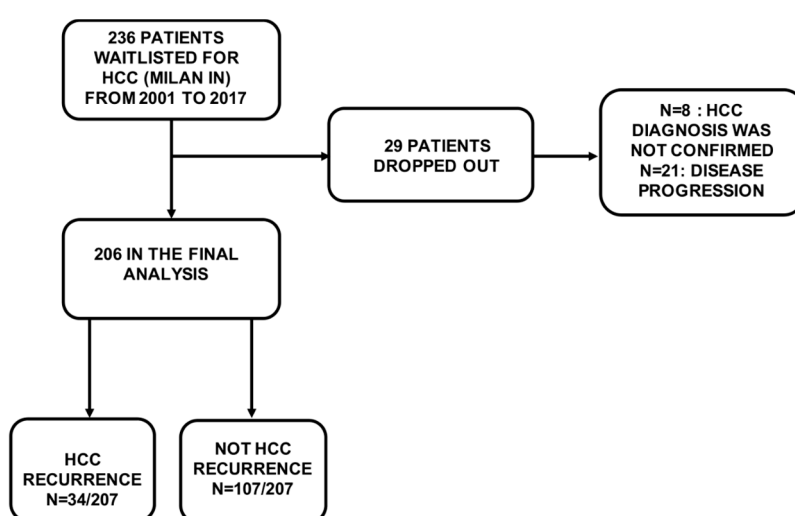 236 PATIENTS
WAITLISTED FOR
HCC (MILAN IN)
FROM 2001 TO 2017
29 PATIENTS
DROPPED OUT
N=8 : HCC
DIAGNOSIS WAS
NOT CONFIRMED
N=21: DISEASE
PROGRESSION
206 IN THE FINAL
ANALYSIS
HCC
RECURRENCE
N=34/207
NOT HCC
RECURRENCE
N=107/207